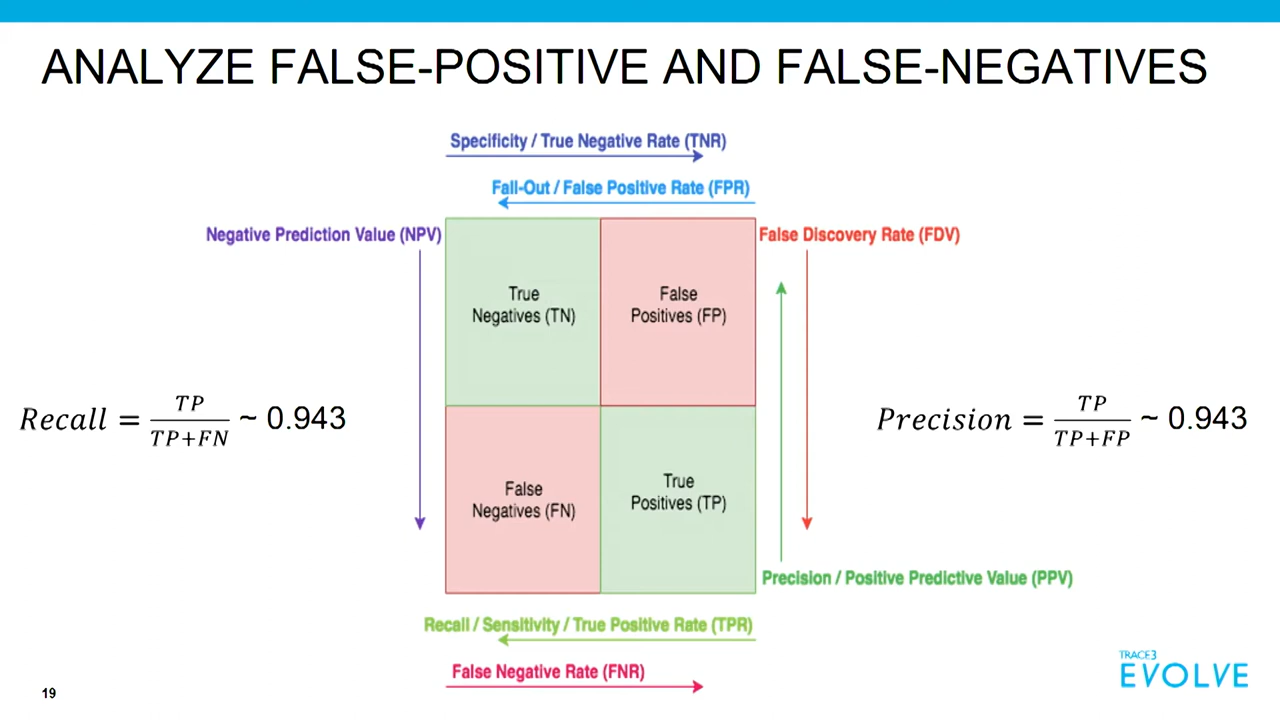 ANALYZE FALSE-POSITIVE AND FALSE-NEGATIVES
Specificity / True Negative Rate (TNR)
Fall-Out / False Positive Rate (FPR)
Negative Prediction Value (NPV)
False Discovery Rate (FDV)
True
Negatives (TN)
False
Positives (FP)
Recall = TP / TP+FN ~ 0.943
Precision = TP / TP+FP ~ 0.943
False
Negatives (FN)
True
Positives (TP)
Precision / Positive Predictive Value (PPV)
Recall / Sensitivity / True Positive Rate (TPR)
False Negative Rate (FNR)
TRACE3
EVOLVE
19